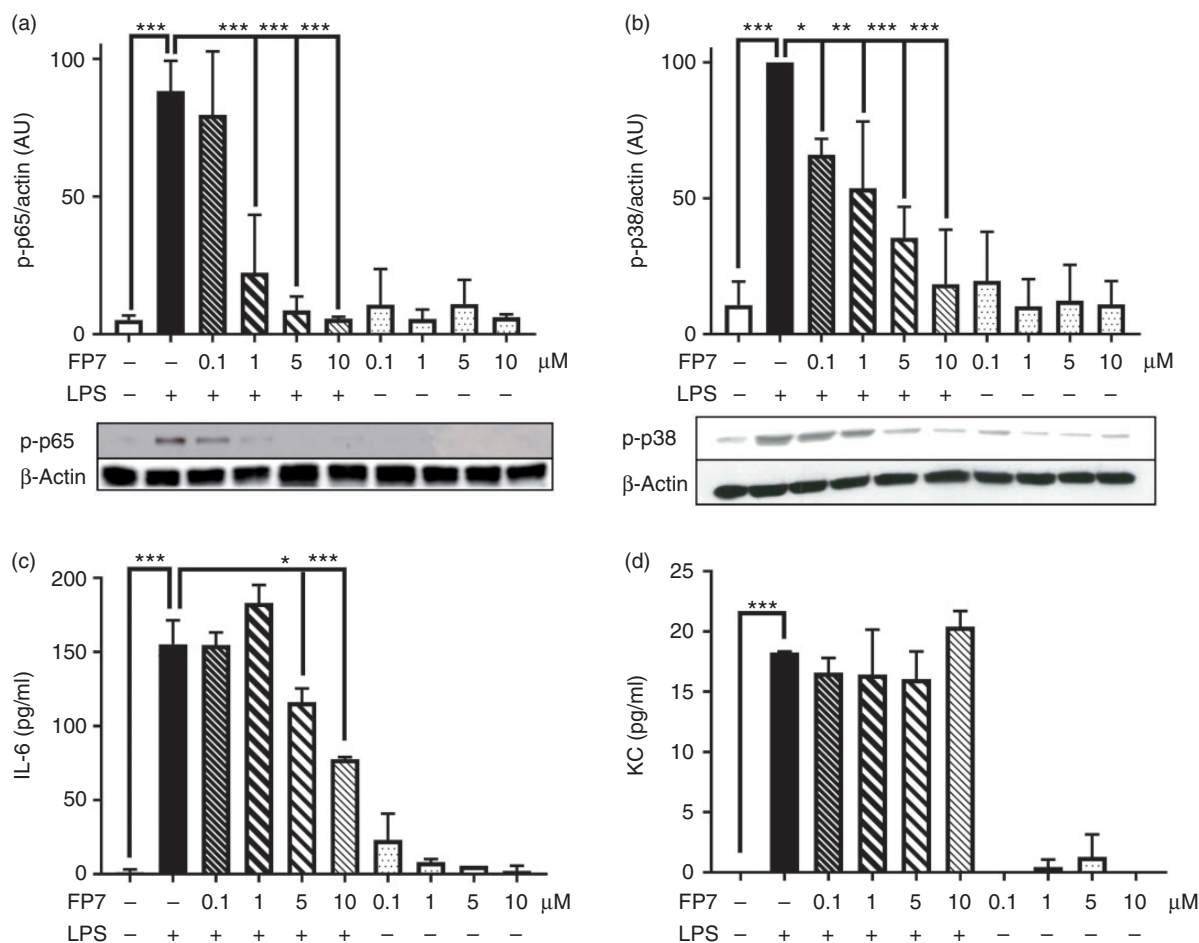 (a)
*** *** *** ***
100
50
0
p-p65/actin (AU)
FP7 – – 0.1 1 5 10 0.1 1 5 10 μM
LPS – + + + + + – – – –
p-p65
β-Actin
(b)
*** * ** *** ***
100
50
0
p-p38/actin (AU)
FP7 – – 0.1 1 5 10 0.1 1 5 10 μM
LPS – + + + + + – – – –
p-p38
β-Actin
(c)
*** * ***
200
150
100
50
0
IL-6 (pg/ml)
FP7 – – 0.1 1 5 10 0.1 1 5 10 μM
LPS – + + + + + – – – –
(d)
***
25
20
15
10
5
0
KC (pg/ml)
FP7 – – 0.1 1 5 10 0.1 1 5 10 μM
LPS – + + + + + – – – –